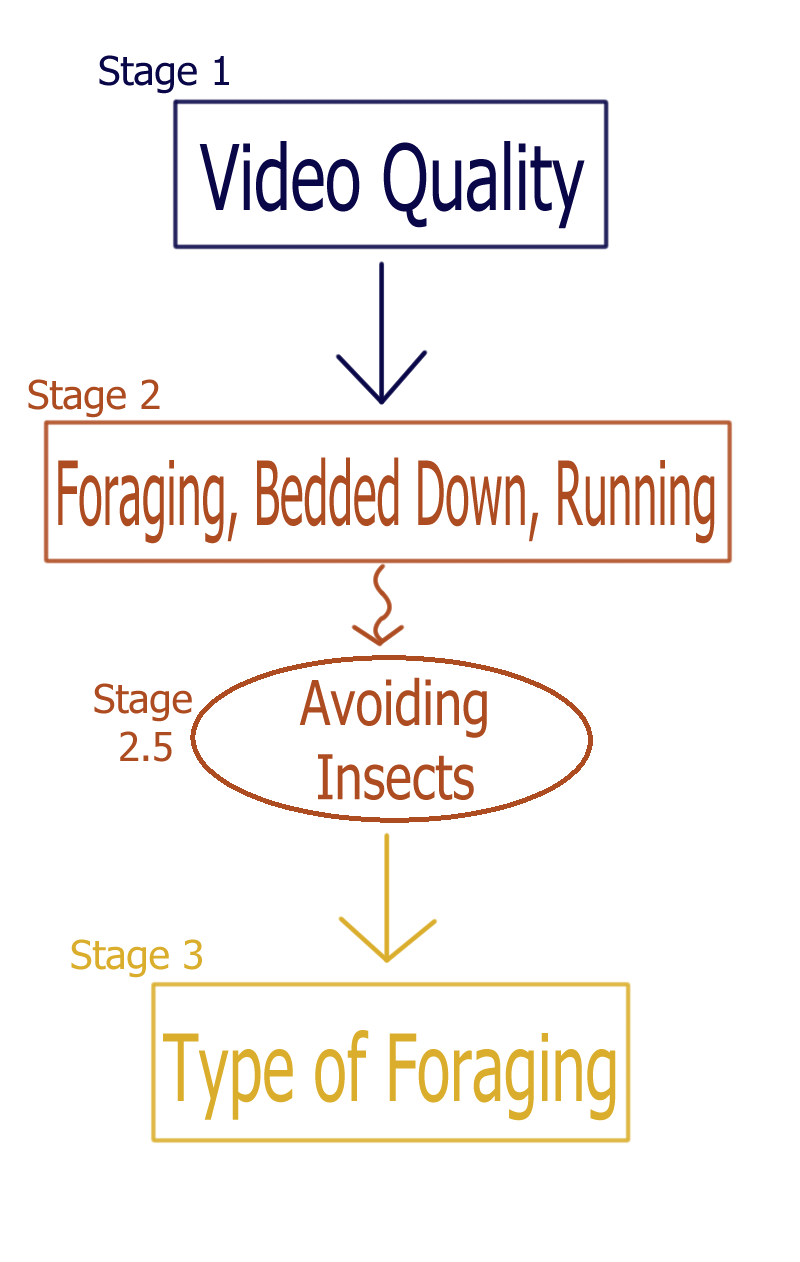 Stage 1
Video Quality
Stage 2
Foraging, Bedded Down, Running
Stage
2.5
Avoiding
Insects
Stage 3
Type of Foraging